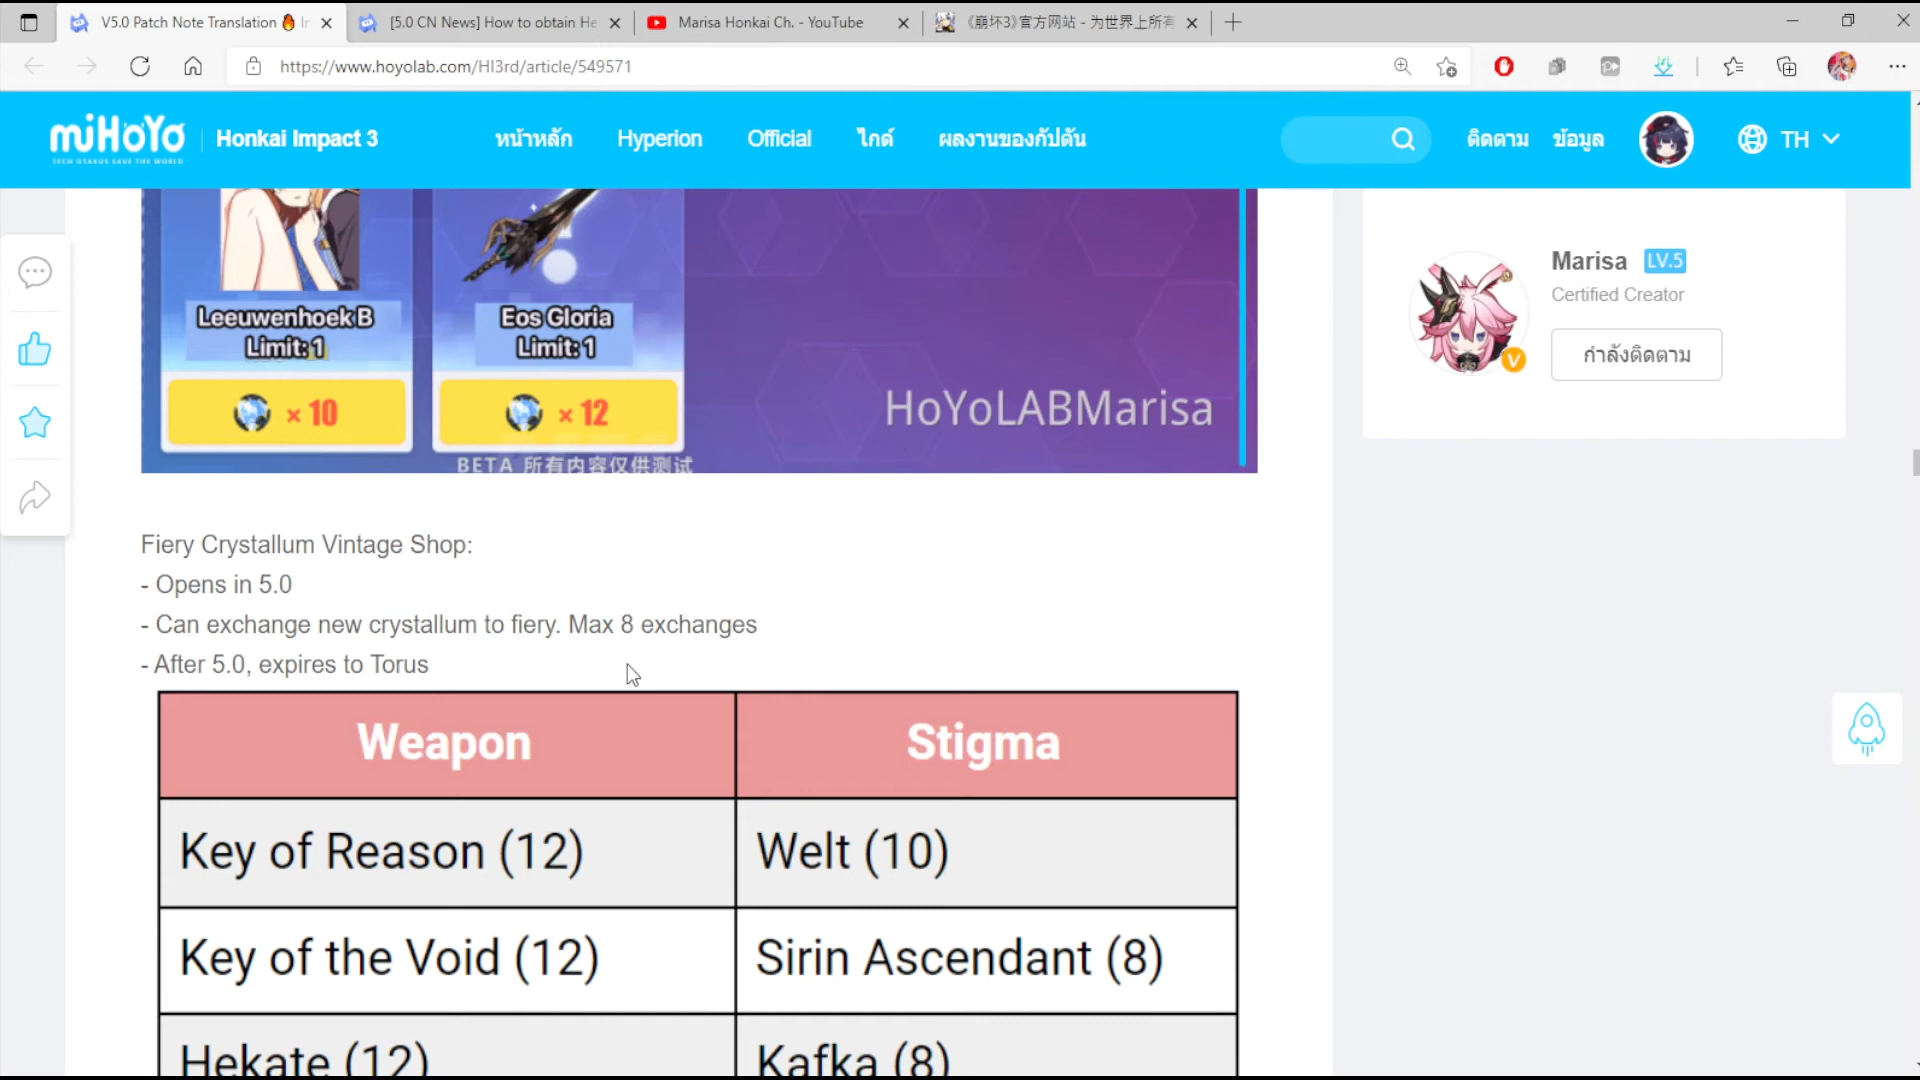 V5.0 Patch Note Translation🔥 In
[5.0 CN News] How to obtain He
Marisa Honkai Ch. - YouTube
《崩坏3》官方网站 - 为世界上所有
https://www.hoyolab.com/HI3rd/article/549571
miHoYo
TECH OTAKUS SAVE THE WORLD
Honkai Impact 3
หน้าหลัก
Hyperion
Official
ไกด์
ผลงานของกัปตัน
ติดตาม
ข้อมูล
TH
Leeuwenhoek B
Limit: 1
× 10
Eos Gloria
Limit: 1
× 12
HoYoLABMarisa
BETA 所有内容仅供测试
Marisa LV.5
Certified Creator
กำลังติดตาม
Fiery Crystallum Vintage Shop:
- Opens in 5.0
- Can exchange new crystallum to fiery. Max 8 exchanges
- After 5.0, expires to Torus
Weapon Stigma
Key of Reason (12) Welt (10)
Key of the Void (12) Sirin Ascendant (8)
Hekate (12) Kafka (8)